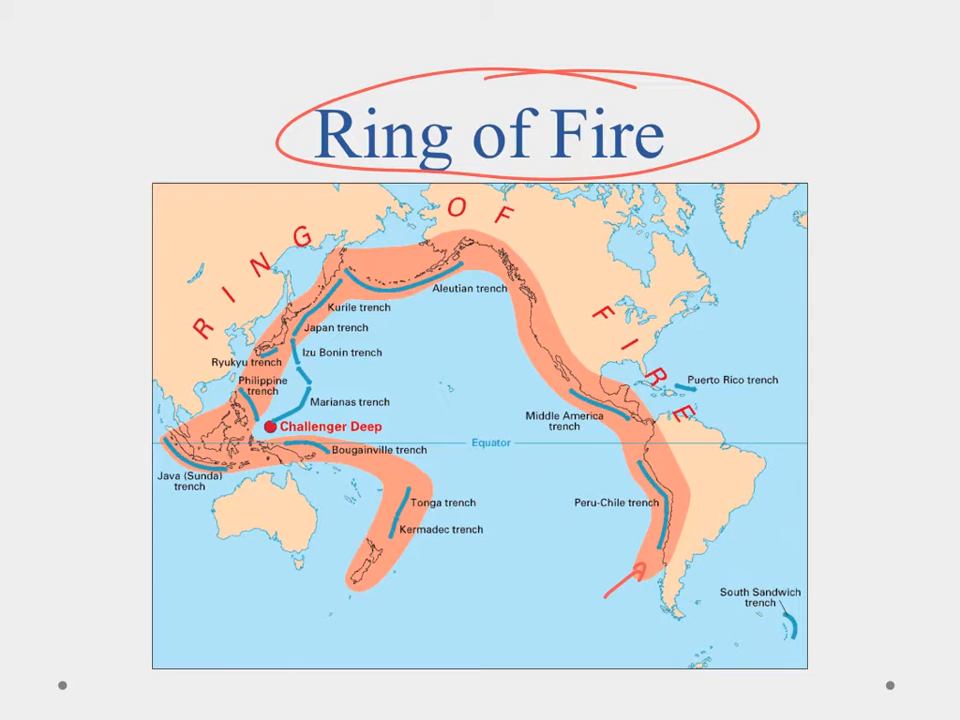 Ring of Fire
RING OF FIRE
Aleutian trench
Kurile trench
Japan trench
Izu Bonin trench
Ryukyu trench
Philippine
trench
Marianas trench
Challenger Deep
Puerto Rico trench
Middle America
trench
Equator
Bougainville trench
Java (Sunda)
trench
Tonga trench
Kermadec trench
Peru-Chile trench
South Sandwich
trench